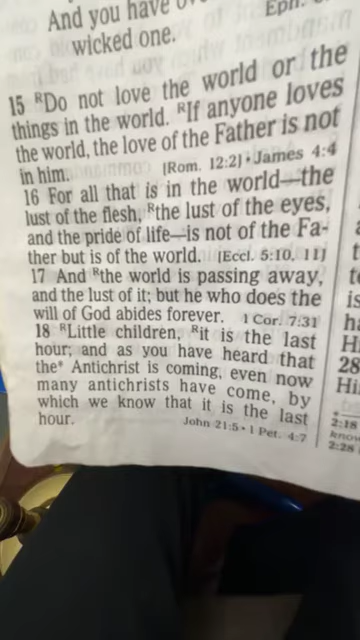 And you have
wicked one.
Eph.
15 ᴿDo not love the world or the
things in the world. ᴿIf anyone loves
the world, the love of the Father is not
in him. [Rom. 12:2] • James 4:4
16 For all that is in the world—the
lust of the flesh, ᴿthe lust of the eyes,
and the pride of life—is not of the Fa-
ther but is of the world. [Eccl. 5:10, 11]
17 And ᴿthe world is passing away,
and the lust of it; but he who does the
will of God abides forever. 1 Cor. 7:31
18 ᴿLittle children, ᴿit is the last
hour; and as you have heard that
the* Antichrist is coming, even now
many antichrists have come, by
which we know that it is the last
hour. John 21:5 • 1 Pet. 4:7
28
2:18
know
2:28